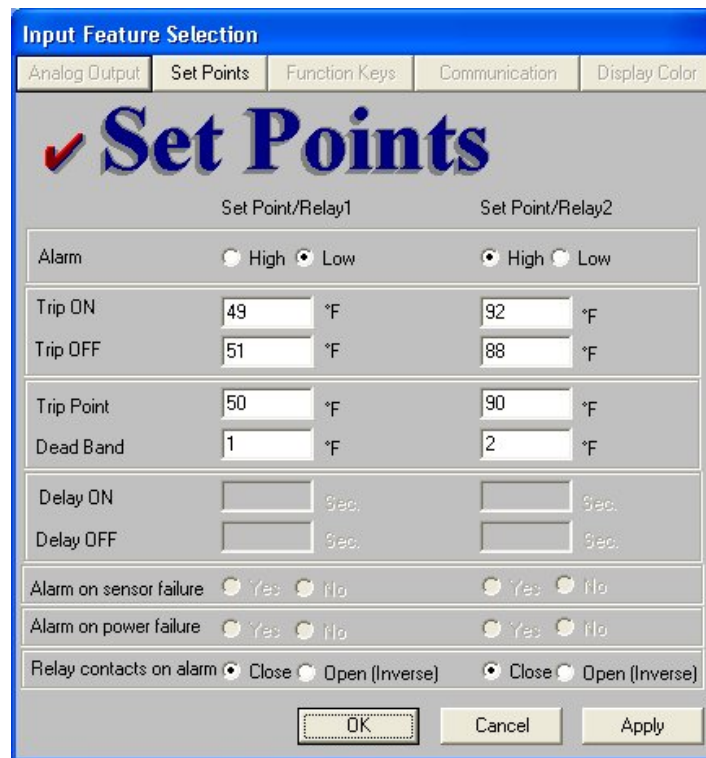 Input Feature Selection
Analog Output Set Points Function Keys Communication Display Color
Set Points
Set Point/Relay1 Set Point/Relay2
Alarm High Low High Low
Trip ON 49 °F 92 °F
Trip OFF 51 °F 88 °F
Trip Point 50 °F 90 °F
Dead Band 1 °F 2 °F
Delay ON Sec. Sec.
Delay OFF Sec. Sec.
Alarm on sensor failure Yes No Yes No
Alarm on power failure Yes No Yes No
Relay contacts on alarm Close Open (Inverse) Close Open (Inverse)
OK Cancel Apply